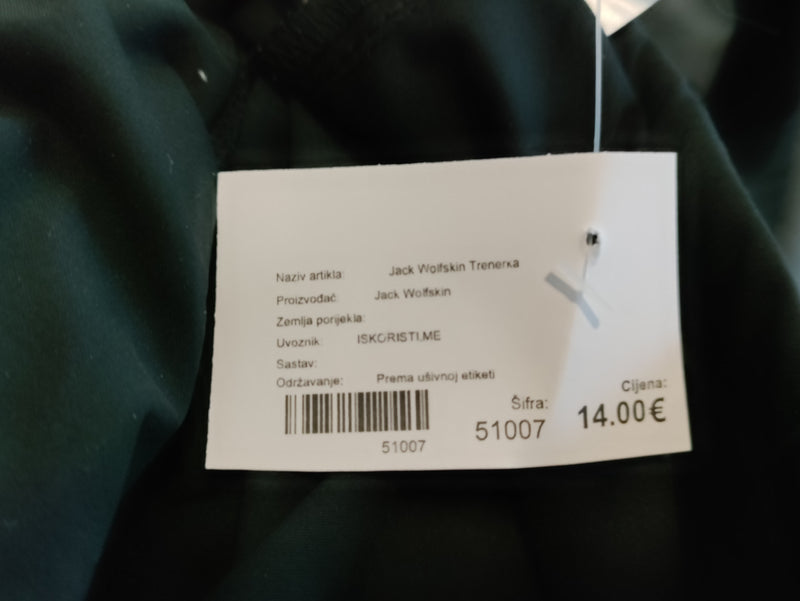 Naziv artikla: Jack Wolfskin Trenerka
Proizvođač: Jack Wolfskin
Zemlja porijekla:
Uvoznik: ISKORISTI.ME
Sastav:
Održavanje: Prema ušivnoj etiketi
51007
Šifra:
51007
Cijena:
14.00€